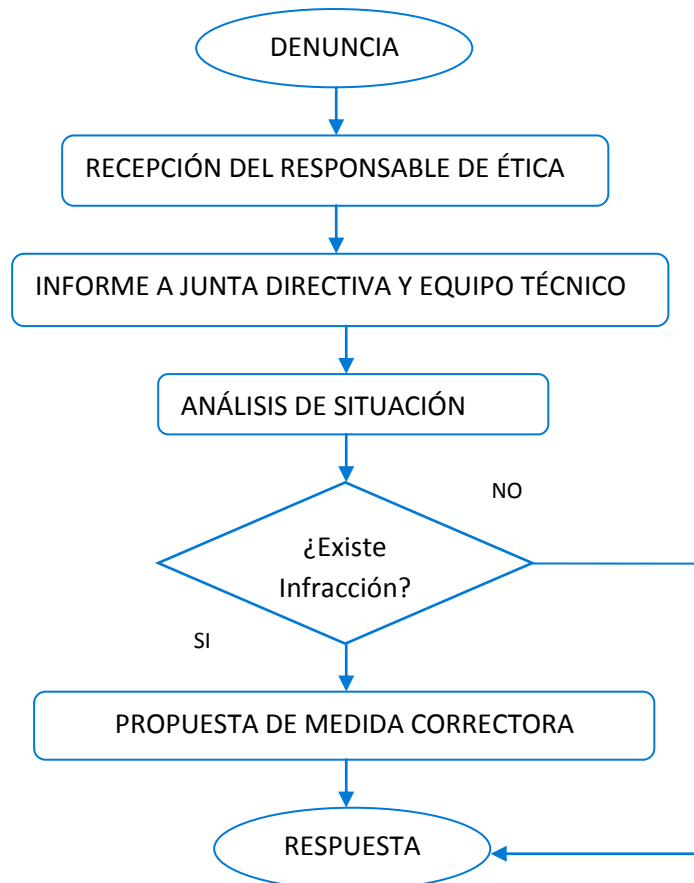 DENUNCIA
RECEPCIÓN DEL RESPONSABLE DE ÉTICA
INFORME A JUNTA DIRECTIVA Y EQUIPO TÉCNICO
ANÁLISIS DE SITUACIÓN
NO
¿Existe
Infracción?
SI
PROPUESTA DE MEDIDA CORRECTORA
RESPUESTA